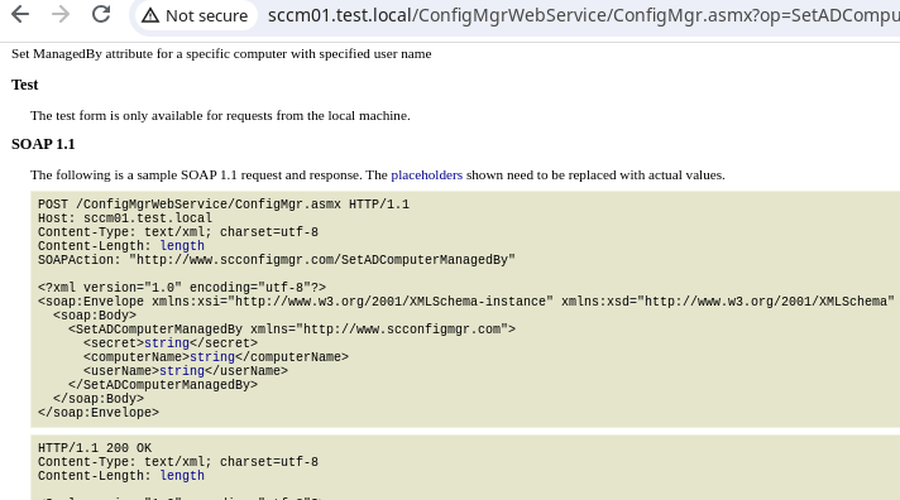 Not secure sccm01.test.local/ConfigMgrWebService/ConfigMgr.asmx?op=SetADCompu
Set ManagedBy attribute for a specific computer with specified user name
Test
The test form is only available for requests from the local machine.
SOAP 1.1
The following is a sample SOAP 1.1 request and response. The placeholders shown need to be replaced with actual values.
POST /ConfigMgrWebService/ConfigMgr.asmx HTTP/1.1
Host: sccm01.test.local
Content-Type: text/xml; charset=utf-8
Content-Length: length
SOAPAction: "http://www.scconfigmgr.com/SetADComputerManagedBy"
<?xml version="1.0" encoding="utf-8"?>
<soap:Envelope xmlns:xsi="http://www.w3.org/2001/XMLSchema-instance" xmlns:xsd="http://www.w3.org/2001/XMLSchema"
<soap:Body>
<SetADComputerManagedBy xmlns="http://www.scconfigmgr.com">
<secret>string</secret>
<computerName>string</computerName>
<userName>string</userName>
</SetADComputerManagedBy>
</soap:Body>
</soap:Envelope>
HTTP/1.1 200 OK
Content-Type: text/xml; charset=utf-8
Content-Length: length